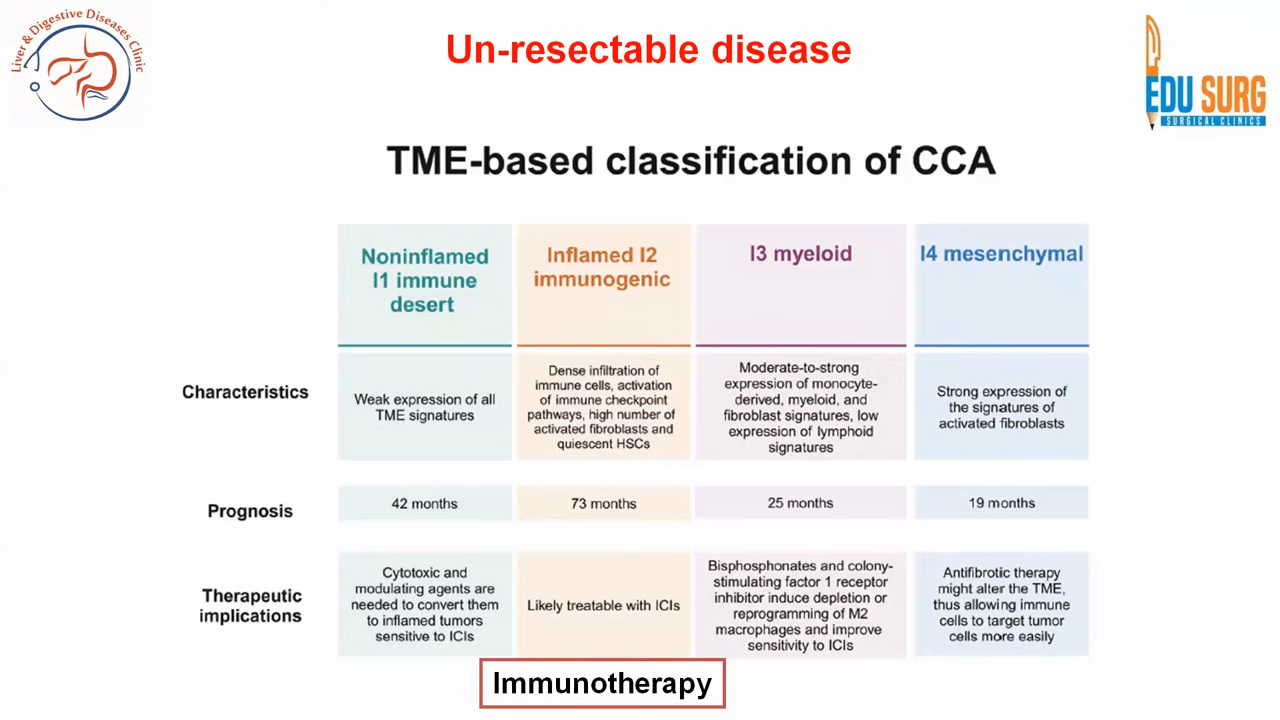 Liver & Digestive Diseases Clinic
Un-resectable disease
EDU SURG
SURGICAL CLINICS
TME-based classification of CCA
Noninflamed
I1 immune
desert
Inflamed I2
immunogenic
I3 myeloid
I4 mesenchymal
Characteristics
Weak expression of all
TME signatures
Dense infiltration of
immune cells, activation
of immune checkpoint
pathways, high number of
activated fibroblasts and
quiescent HSCs
Moderate-to-strong
expression of monocyte-
derived, myeloid, and
fibroblast signatures, low
expression of lymphoid
signatures
Strong expression of
the signatures of
activated fibroblasts
Prognosis
42 months
73 months
25 months
19 months
Therapeutic
implications
Cytotoxic and
modulating agents are
needed to convert them
to inflamed tumors
sensitive to ICIs
Likely treatable with ICIs
Bisphosphonates and colony-
stimulating factor 1 receptor
inhibitor induce depletion or
reprogramming of M2
macrophages and improve
sensitivity to ICIs
Antifibrotic therapy
might alter the TME,
thus allowing immune
cells to target tumor
cells more easily
Immunotherapy